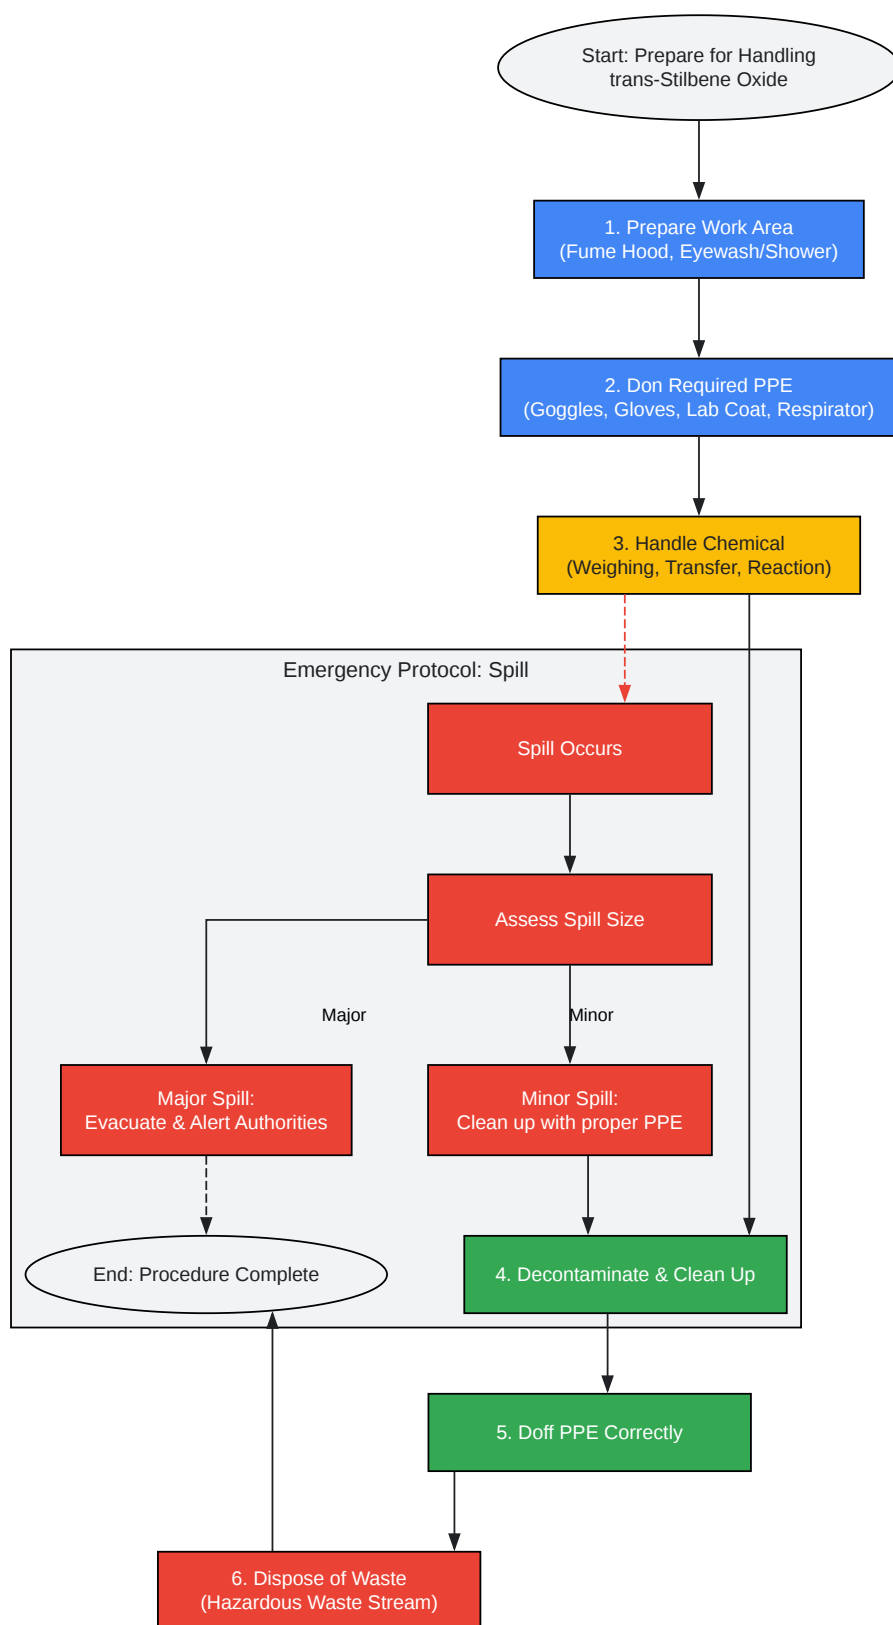 Start: Prepare for Handling
trans-Stilbene Oxide
1. Prepare Work Area
(Fume Hood, Eyewash/Shower)
2. Don Required PPE
(Goggles, Gloves, Lab Coat, Respirator)
3. Handle Chemical
(Weighing, Transfer, Reaction)
Emergency Protocol: Spill
Spill Occurs
Assess Spill Size
Major
Minor
Major Spill:
Evacuate & Alert Authorities
Minor Spill:
Clean up with proper PPE
End: Procedure Complete
4. Decontaminate & Clean Up
5. Doff PPE Correctly
6. Dispose of Waste
(Hazardous Waste Stream)